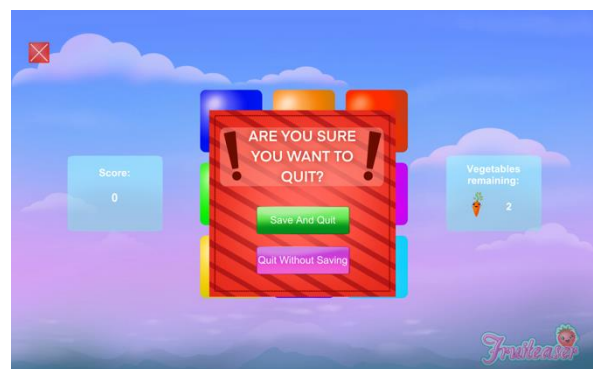 ARE YOU SURE
YOU WANT TO
QUIT?
Score:
0
Vegetables
remaining:
2
Save And Quit
Quit Without Saving
Fruiteaser